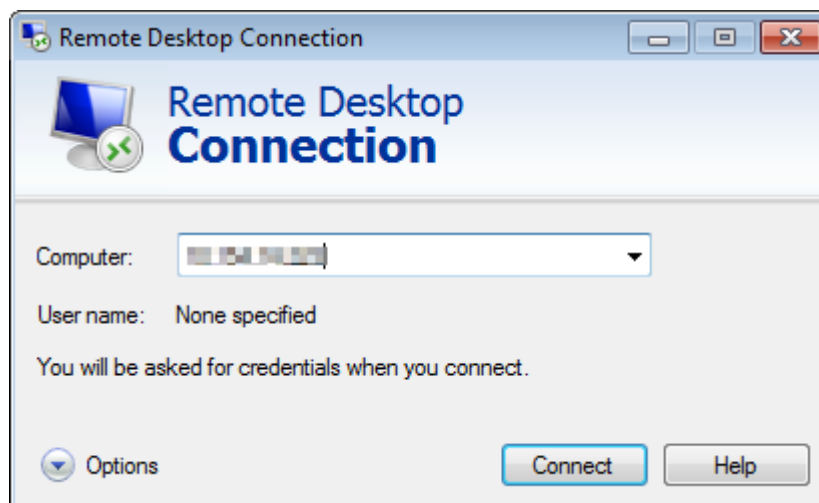 Remote Desktop Connection
Remote Desktop
Connection
Computer:
User name: None specified
You will be asked for credentials when you connect.
Options Connect Help